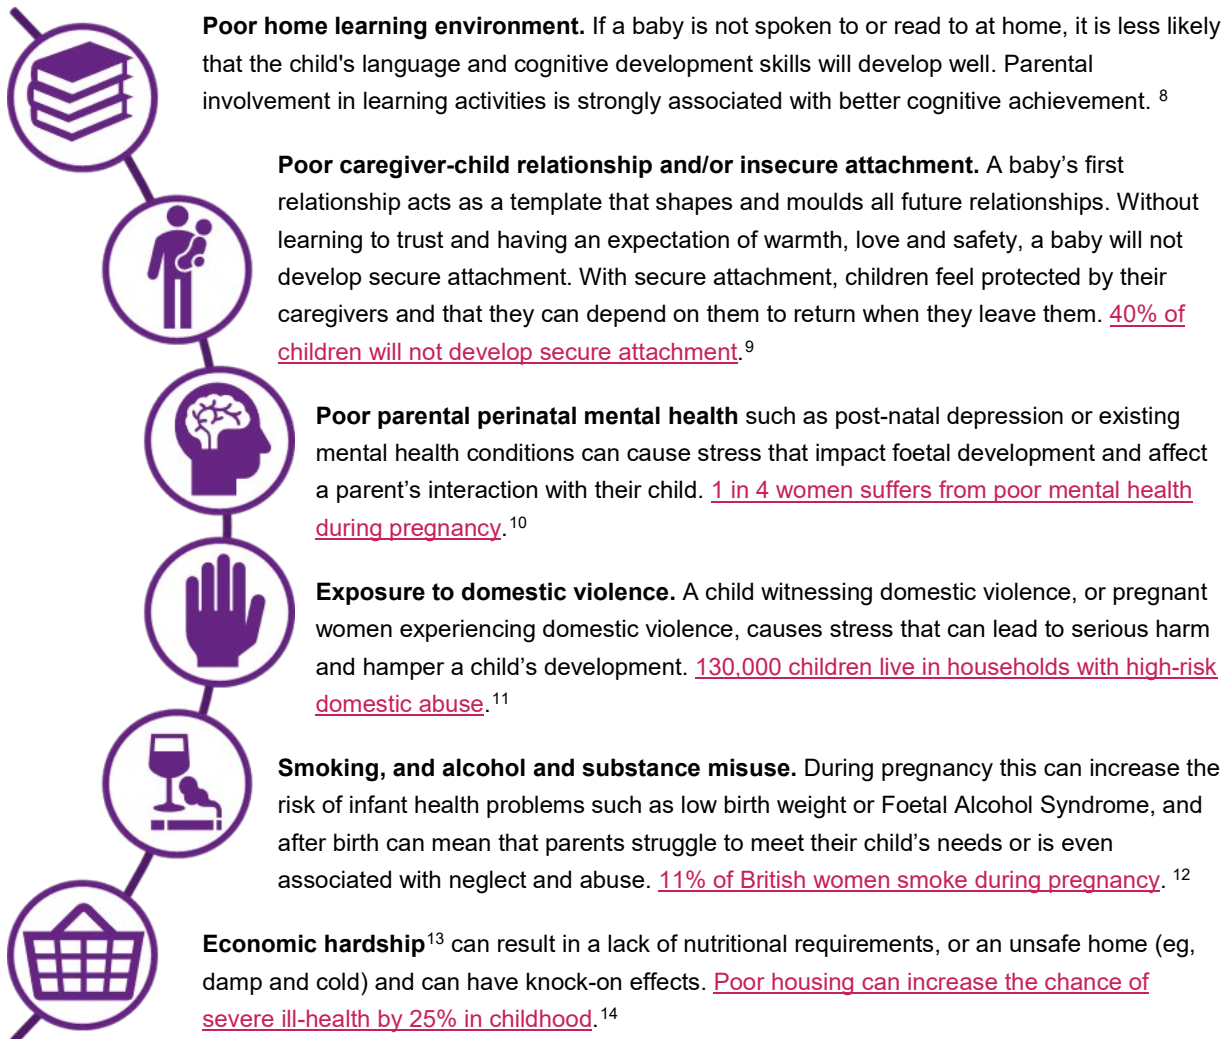 Poor home learning environment. If a baby is not spoken to or read to at home, it is less likely
that the child's language and cognitive development skills will develop well. Parental
involvement in learning activities is strongly associated with better cognitive achievement. 8
Poor caregiver-child relationship and/or insecure attachment. A baby’s first
relationship acts as a template that shapes and moulds all future relationships. Without
learning to trust and having an expectation of warmth, love and safety, a baby will not
develop secure attachment. With secure attachment, children feel protected by their
caregivers and that they can depend on them to return when they leave them. 40% of
children will not develop secure attachment.9
Poor parental perinatal mental health such as post-natal depression or existing
mental health conditions can cause stress that impact foetal development and affect
a parent’s interaction with their child. 1 in 4 women suffers from poor mental health
during pregnancy.10
Exposure to domestic violence. A child witnessing domestic violence, or pregnant
women experiencing domestic violence, causes stress that can lead to serious harm
and hamper a child’s development. 130,000 children live in households with high-risk
domestic abuse.11
Smoking, and alcohol and substance misuse. During pregnancy this can increase the
risk of infant health problems such as low birth weight or Foetal Alcohol Syndrome, and
after birth can mean that parents struggle to meet their child’s needs or is even
associated with neglect and abuse. 11% of British women smoke during pregnancy. 12
Economic hardship13 can result in a lack of nutritional requirements, or an unsafe home (eg,
damp and cold) and can have knock-on effects. Poor housing can increase the chance of
severe ill-health by 25% in childhood.14